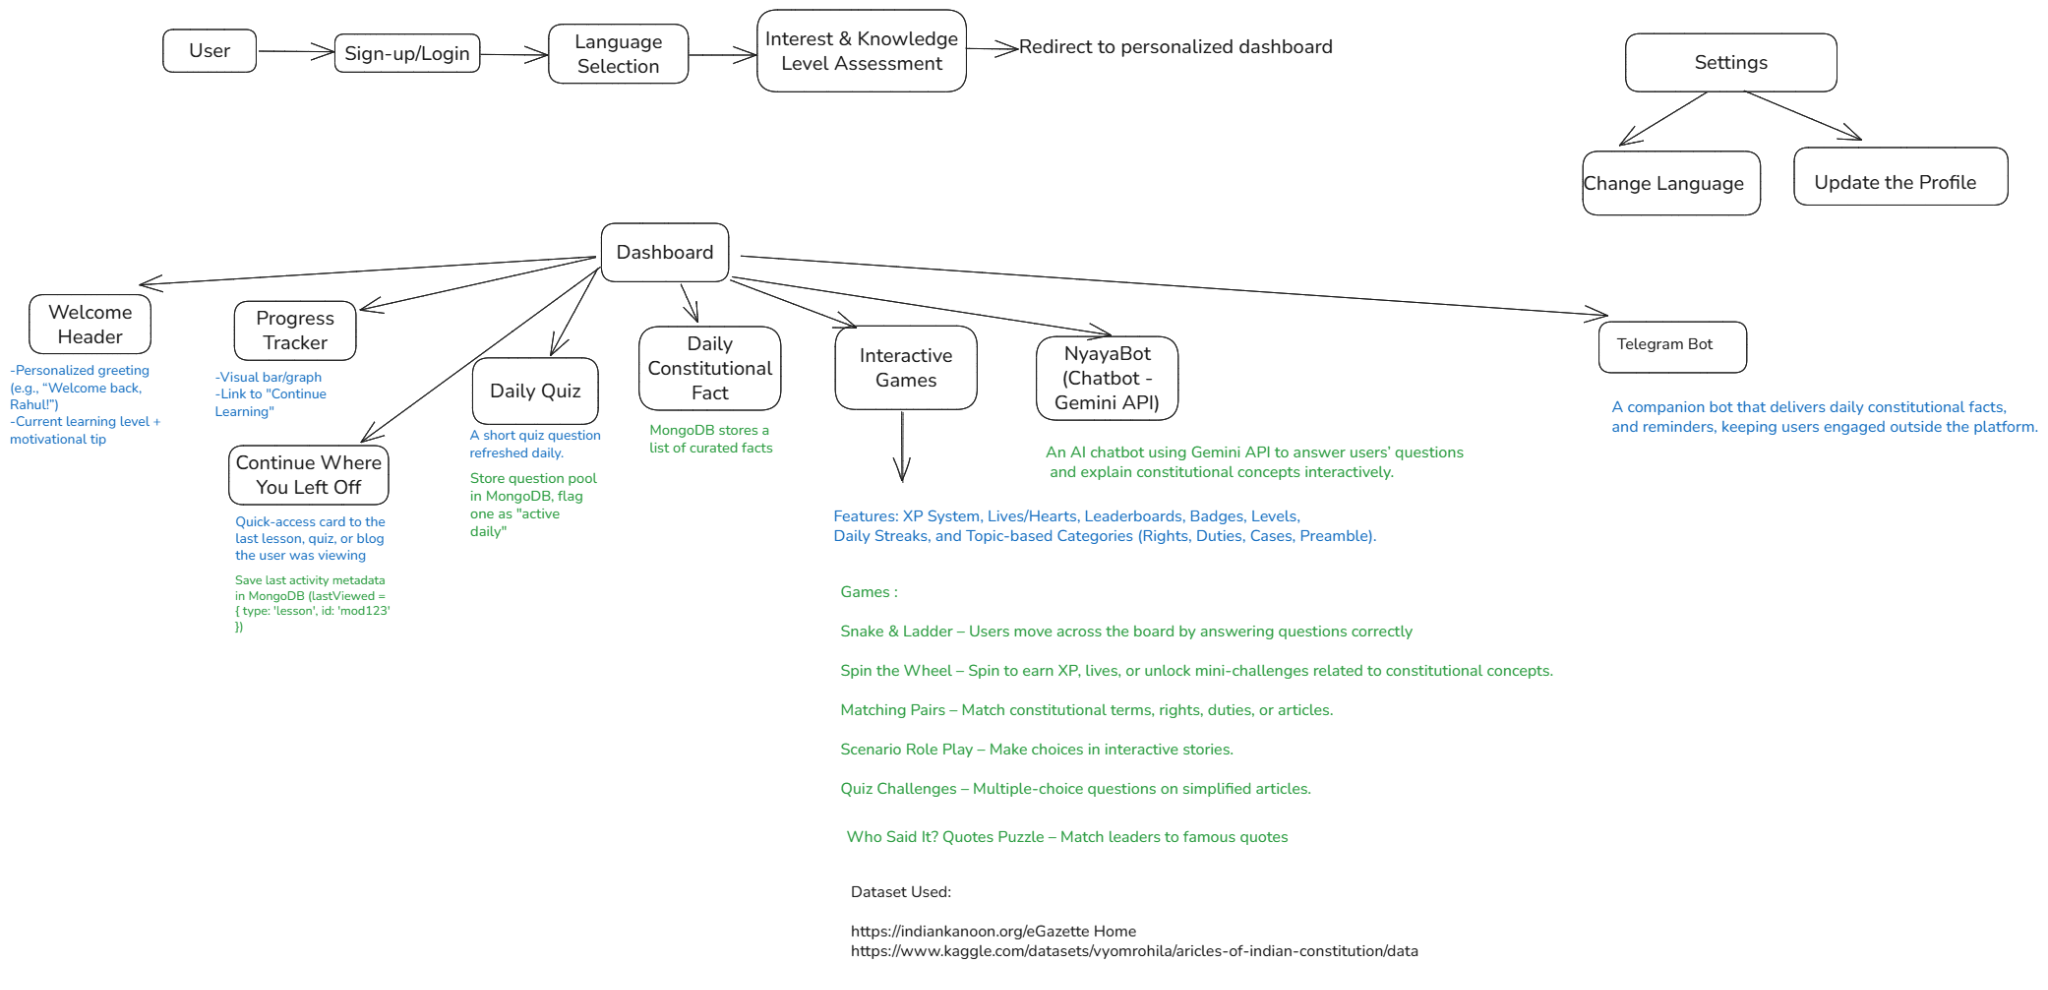 User
Sign-up/Login
Language
Selection
Interest & Knowledge
Level Assessment
Redirect to personalized dashboard
Settings
Change Language
Update the Profile
Dashboard
Welcome
Header
-Personalized greeting
(e.g., “Welcome back,
Rahul!”)
-Current learning level +
motivational tip
Progress
Tracker
-Visual bar/graph
-Link to "Continue
Learning"
Continue Where
You Left Off
Quick-access card to the
last lesson, quiz, or blog
the user was viewing
Save last activity metadata
in MongoDB (lastViewed =
{ type: 'lesson', id: 'mod123'
})
Daily Quiz
A short quiz question
refreshed daily.
Store question pool
in MongoDB, flag
one as "active
daily"
Daily
Constitutional
Fact
MongoDB stores a
list of curated facts
Interactive
Games
NyayaBot
(Chatbot -
Gemini API)
An AI chatbot using Gemini API to answer users’ questions
and explain constitutional concepts interactively.
Telegram Bot
A companion bot that delivers daily constitutional facts,
and reminders, keeping users engaged outside the platform.
Features: XP System, Lives/Hearts, Leaderboards, Badges, Levels,
Daily Streaks, and Topic-based Categories (Rights, Duties, Cases, Preamble).
Games :
Snake & Ladder – Users move across the board by answering questions correctly
Spin the Wheel – Spin to earn XP, lives, or unlock mini-challenges related to constitutional concepts.
Matching Pairs – Match constitutional terms, rights, duties, or articles.
Scenario Role Play – Make choices in interactive stories.
Quiz Challenges – Multiple-choice questions on simplified articles.
Who Said It? Quotes Puzzle – Match leaders to famous quotes
Dataset Used:
https://indiankanoon.org/eGazette Home
https://www.kaggle.com/datasets/vyomrohila/aricles-of-indian-constitution/data